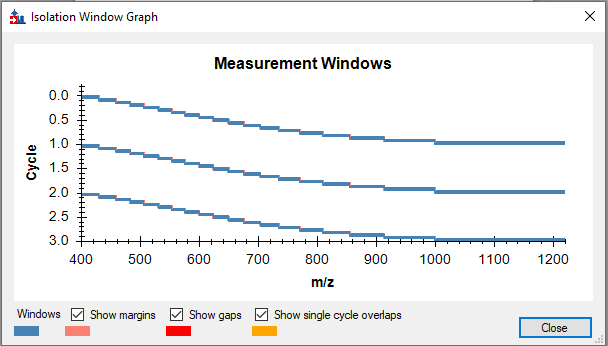 Isolation Window Graph
Measurement Windows
Cycle
0.0
0.5
1.0
1.5
2.0
2.5
3.0
400 500 600 700 800 900 1000 1100 1200
m/z
Windows Show margins Show gaps Show single cycle overlaps
Close